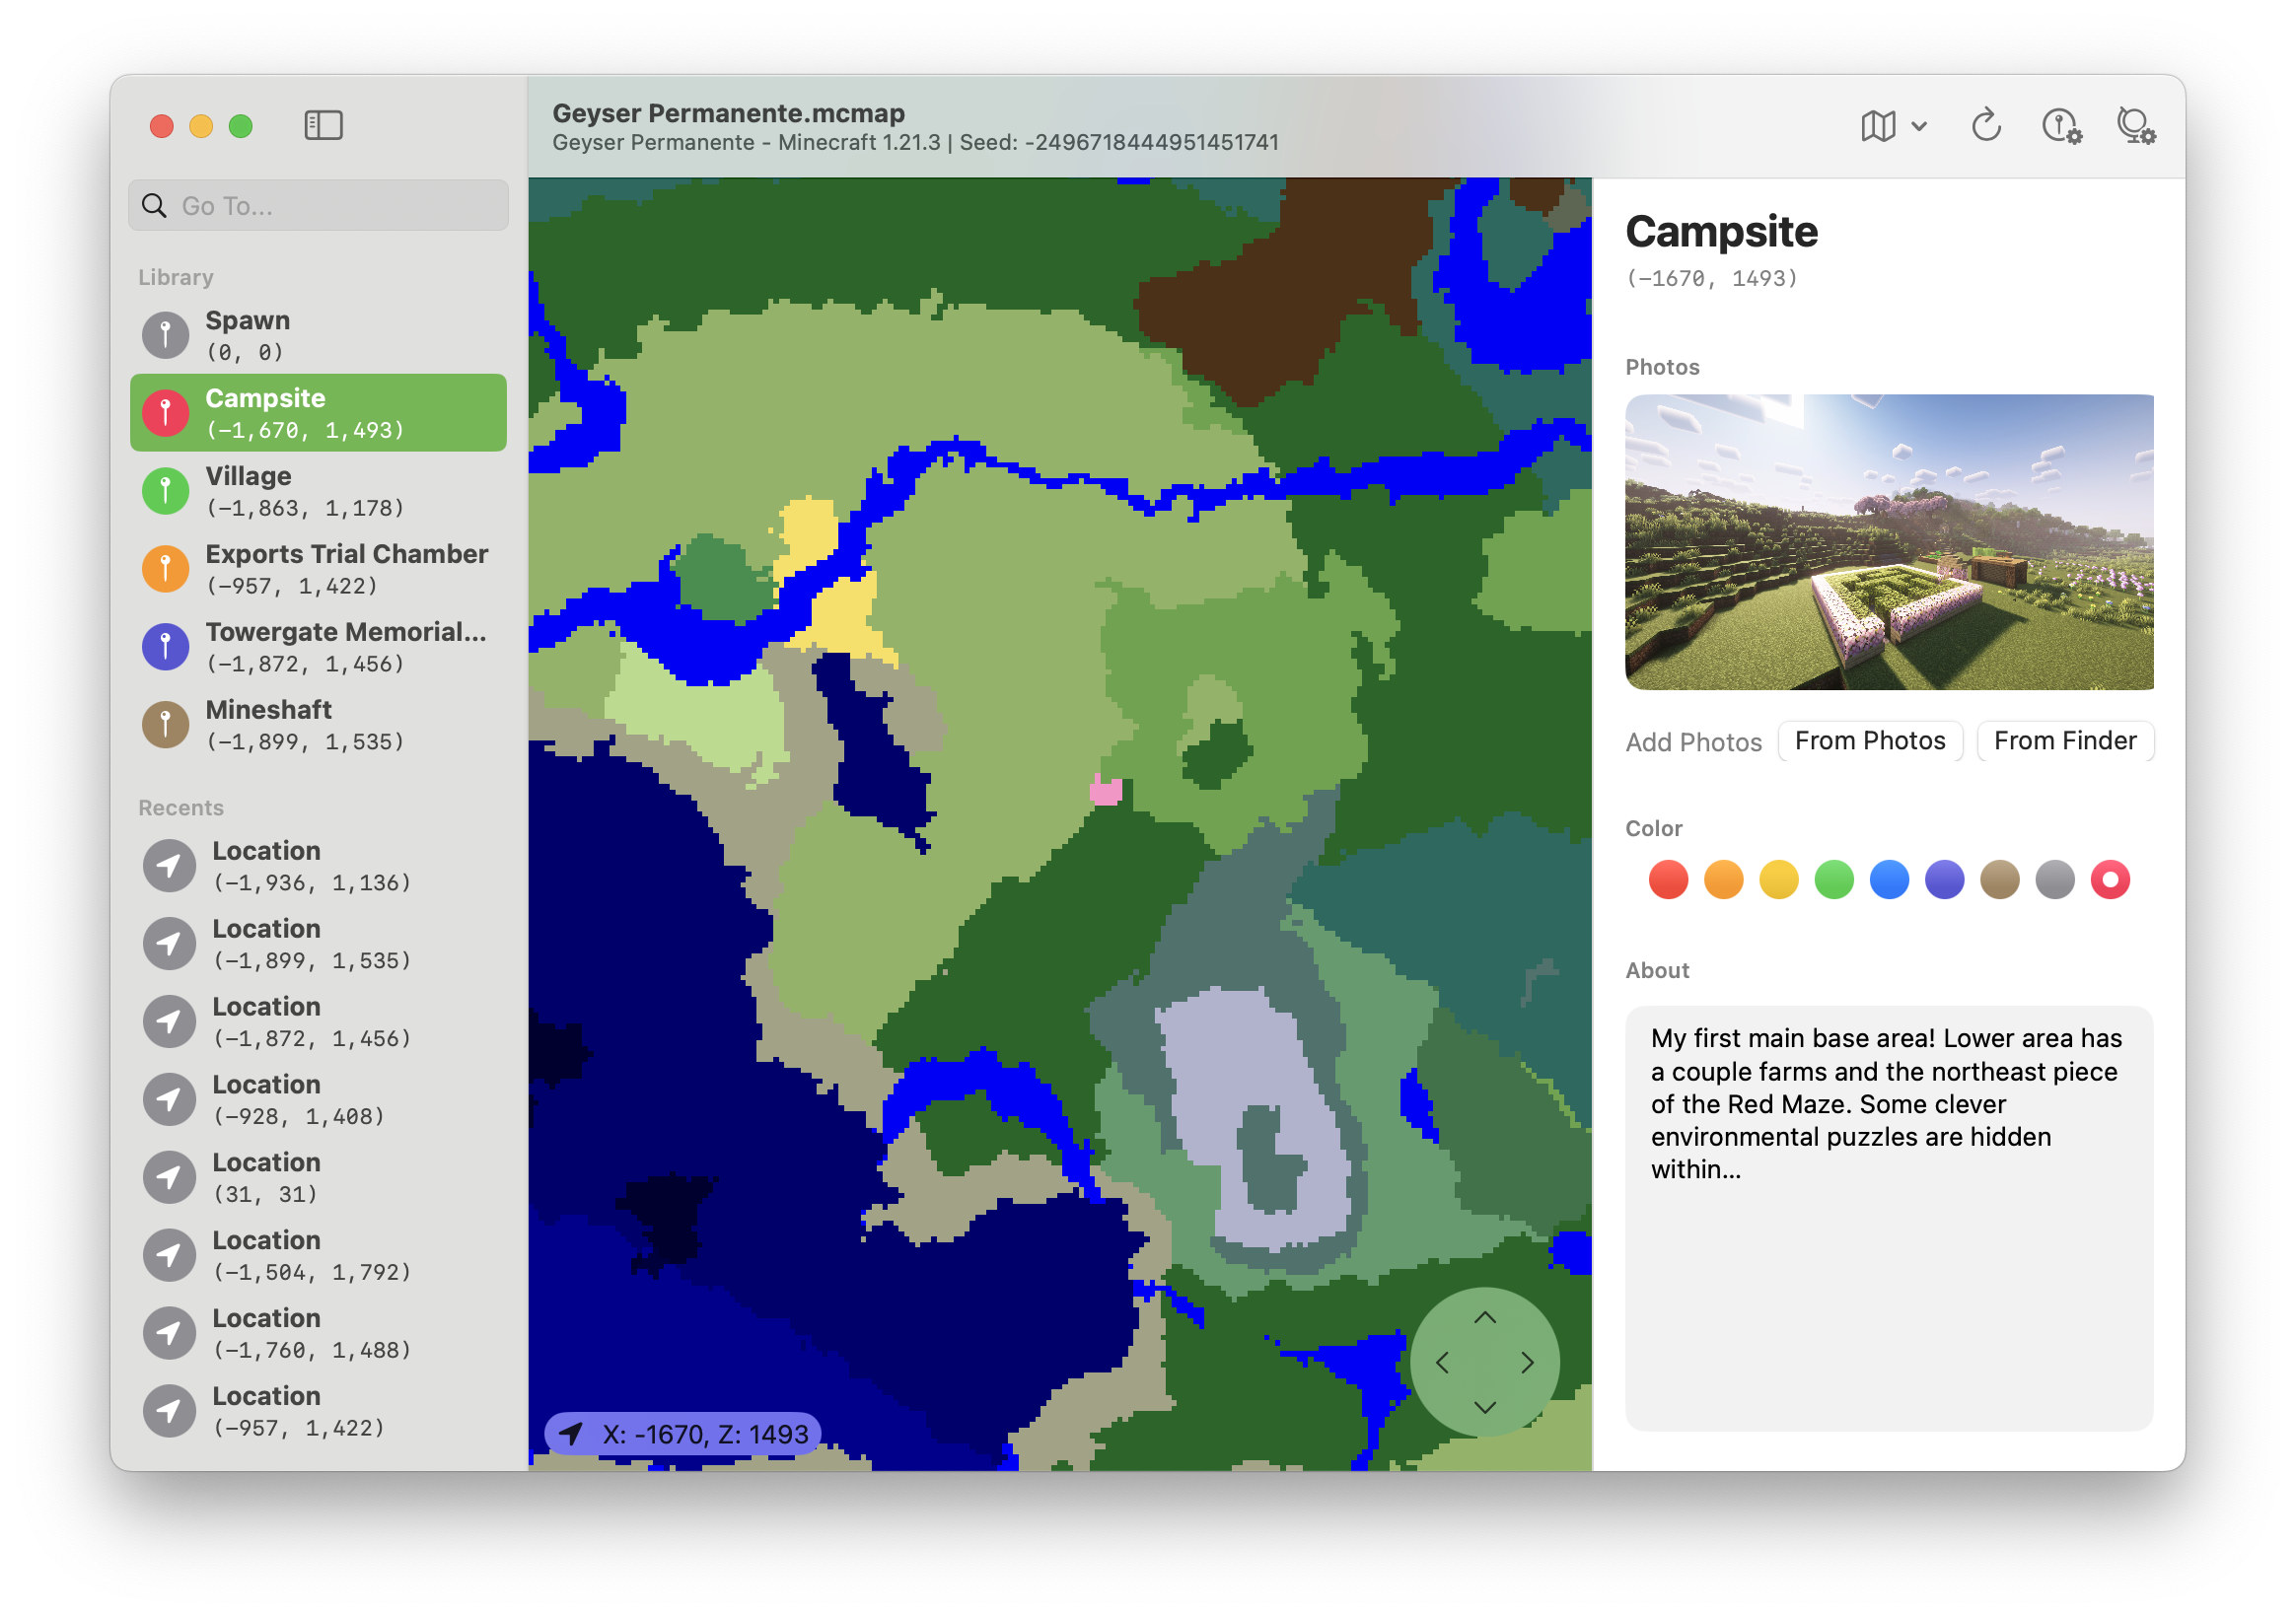 Geyser Permanente.mcmap
Geyser Permanente - Minecraft 1.21.3 | Seed: -2496718444951451741
Go To...
Library
Spawn
(0, 0)
Campsite
(-1,670, 1,493)
Village
(-1,863, 1,178)
Exports Trial Chamber
(-957, 1,422)
Towergate Memorial...
(-1,872, 1,456)
Mineshaft
(-1,899, 1,535)
Recents
Location
(-1,936, 1,136)
Location
(-1,899, 1,535)
Location
(-1,872, 1,456)
Location
(-928, 1,408)
Location
(31, 31)
Location
(-1,504, 1,792)
Location
(-1,760, 1,488)
Location
(-957, 1,422)
X: -1670, Z: 1493
Campsite
(-1670, 1493)
Photos
Add Photos From Photos From Finder
Color
About
My first main base area! Lower area has
a couple farms and the northeast piece
of the Red Maze. Some clever
environmental puzzles are hidden
within...